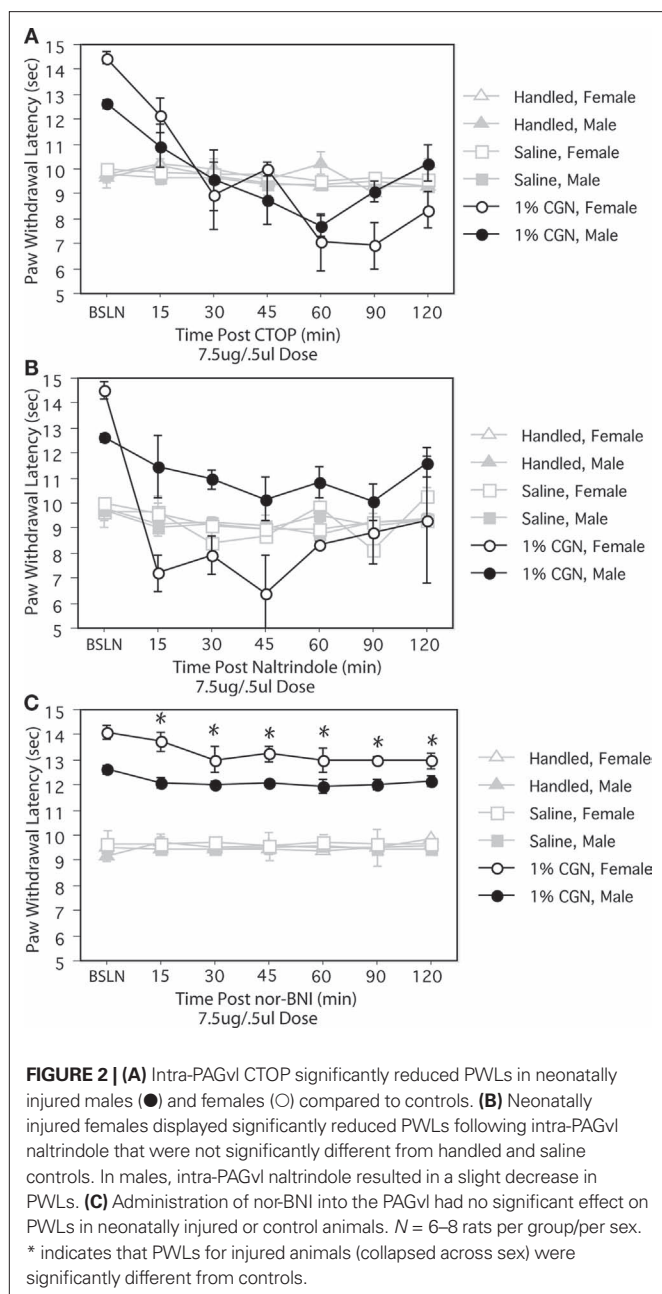 A
15
14
13
12
11
10
9
8
7
6
5
Paw Withdrawal Latency (sec)
BSLN 15 30 45 60 90 120
Time Post CTOP (min)
7.5ug/.5ul Dose
Handled, Female
Handled, Male
Saline, Female
Saline, Male
1% CGN, Female
1% CGN, Male
B
15
14
13
12
11
10
9
8
7
6
5
Paw Withdrawal Latency (sec)
BSLN 15 30 45 60 90 120
Time Post Naltrindole (min)
7.5ug/.5ul Dose
Handled, Female
Handled, Male
Saline, Female
Saline, Male
1% CGN, Female
1% CGN, Male
C
15
14
13
12
11
10
9
8
7
6
5
Paw Withdrawal Latency (sec)
* * * * * *
BSLN 15 30 45 60 90 120
Time Post nor-BNI (min)
7.5ug/.5ul Dose
Handled, Female
Handled, Male
Saline, Female
Saline, Male
1% CGN, Female
1% CGN, Male
FIGURE 2 | (A) Intra-PAGvl CTOP significantly reduced PWLs in neonatally
injured males (●) and females (○) compared to controls. (B) Neonatally
injured females displayed significantly reduced PWLs following intra-PAGvl
naltrindole that were not significantly different from handled and saline
controls. In males, intra-PAGvl naltrindole resulted in a slight decrease in
PWLs. (C) Administration of nor-BNI into the PAGvl had no significant effect on
PWLs in neonatally injured or control animals. N = 6–8 rats per group/per sex.
* indicates that PWLs for injured animals (collapsed across sex) were
significantly different from controls.